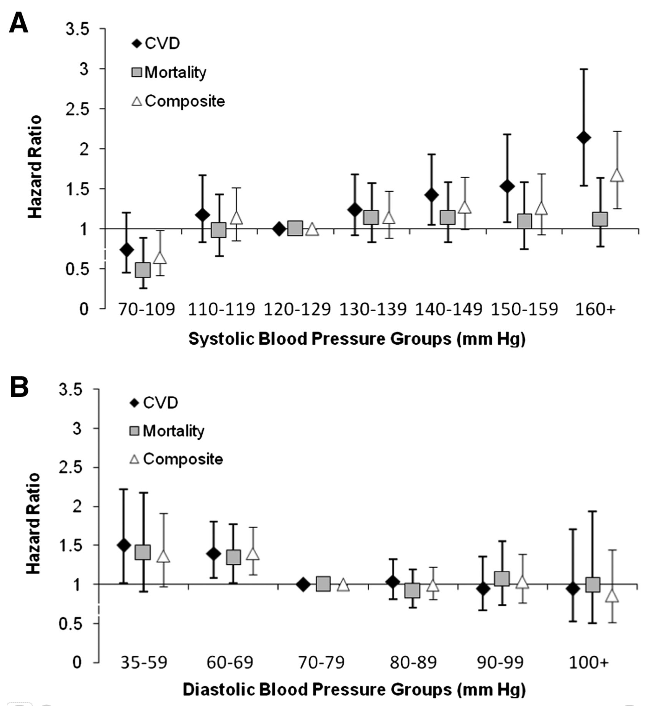 A
3.5
3
2.5
2
1.5
1
0.5
0
Hazard Ratio
CVD
Mortality
Composite
70-109 110-119 120-129 130-139 140-149 150-159 160+
Systolic Blood Pressure Groups (mm Hg)
B
3.5
3
2.5
2
1.5
1
0.5
0
Hazard Ratio
CVD
Mortality
Composite
35-59 60-69 70-79 80-89 90-99 100+
Diastolic Blood Pressure Groups (mm Hg)